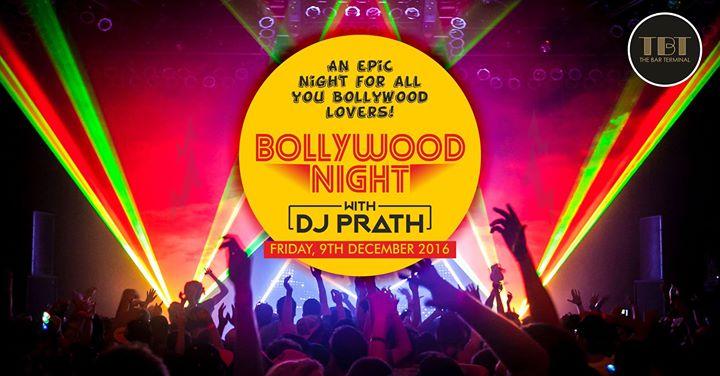 TBT
THE BAR TERMINAL
AN EPIC
NIGHT FOR ALL
YOU BOLLYWOOD
LOVERS!
BOLLYWOOD
NIGHT
WITH
DJ PRATH
FRIDAY, 9TH DECEMBER 2016